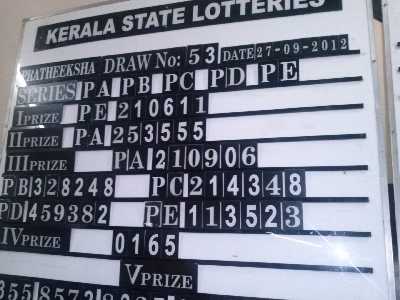 KERALA STATE LOTTERIES
PRATHEEKSHA DRAW No: 53 DATE 27-09-2012
SERIES PA PB PC PD PE
I PRIZE PE 210611
II PRIZE PA 253555
III PRIZE PA 210906
PB 328248 PC 214348
PD 459382 PE 113523
IV PRIZE 0165
V PRIZE
355 8572